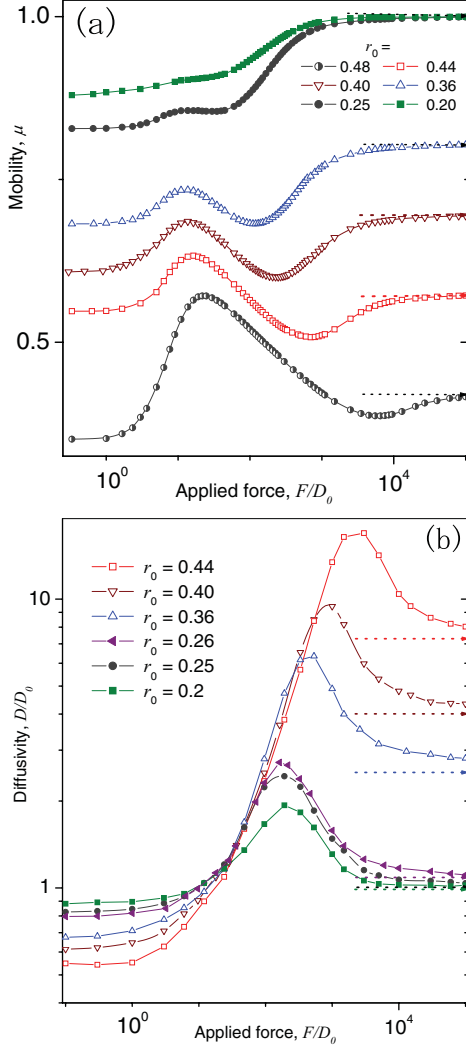 1.0
(a)
r0 =
0.48 0.44
0.40 0.36
0.25 0.20
Mobility, μ
0.5
10^0 10^4
Applied force, F/D0
(b)
r0 = 0.44
r0 = 0.40
r0 = 0.36
r0 = 0.26
r0 = 0.25
r0 = 0.2
10
Diffusivity, D/D0
1
10^0 10^4
Applied force, F/D0